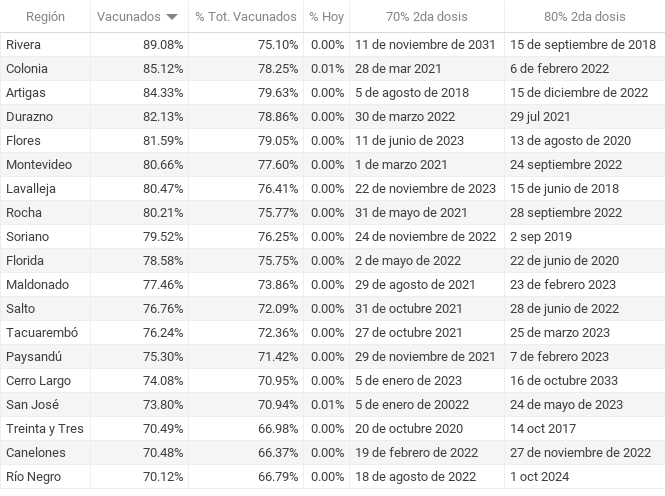 Región Vacunados % Tot. Vacunados % Hoy 70% 2da dosis 80% 2da dosis
Rivera 89.08% 75.10% 0.00% 11 de noviembre de 2031 15 de septiembre de 2018
Colonia 85.12% 78.25% 0.01% 28 de mar 2021 6 de febrero 2022
Artigas 84.33% 79.63% 0.00% 5 de agosto de 2018 15 de diciembre de 2022
Durazno 82.13% 78.86% 0.00% 30 de marzo 2022 29 jul 2021
Flores 81.59% 79.05% 0.00% 11 de junio de 2023 13 de agosto de 2020
Montevideo 80.66% 77.60% 0.00% 1 de marzo 2021 24 septiembre 2022
Lavalleja 80.47% 76.41% 0.00% 22 de noviembre de 2023 15 de junio de 2018
Rocha 80.21% 75.77% 0.00% 31 de mayo de 2021 28 septiembre 2022
Soriano 79.52% 76.25% 0.00% 24 de noviembre de 2022 2 sep 2019
Florida 78.58% 75.75% 0.00% 2 de mayo de 2022 22 de junio de 2020
Maldonado 77.46% 73.86% 0.00% 29 de agosto de 2021 23 de febrero 2023
Salto 76.76% 72.09% 0.00% 31 de octubre 2021 28 de junio de 2022
Tacuarembó 76.24% 72.36% 0.00% 27 de octubre 2021 25 de marzo 2023
Paysandú 75.30% 71.42% 0.00% 29 de noviembre de 2021 7 de febrero 2023
Cerro Largo 74.08% 70.95% 0.00% 5 de enero de 2023 16 de octubre 2033
San José 73.80% 70.94% 0.01% 5 de enero de 20022 24 de mayo de 2023
Treinta y Tres 70.49% 66.98% 0.00% 20 de octubre 2020 14 oct 2017
Canelones 70.48% 66.37% 0.00% 19 de febrero de 2022 27 de noviembre de 2022
Río Negro 70.12% 66.79% 0.00% 18 de agosto de 2022 1 oct 2024